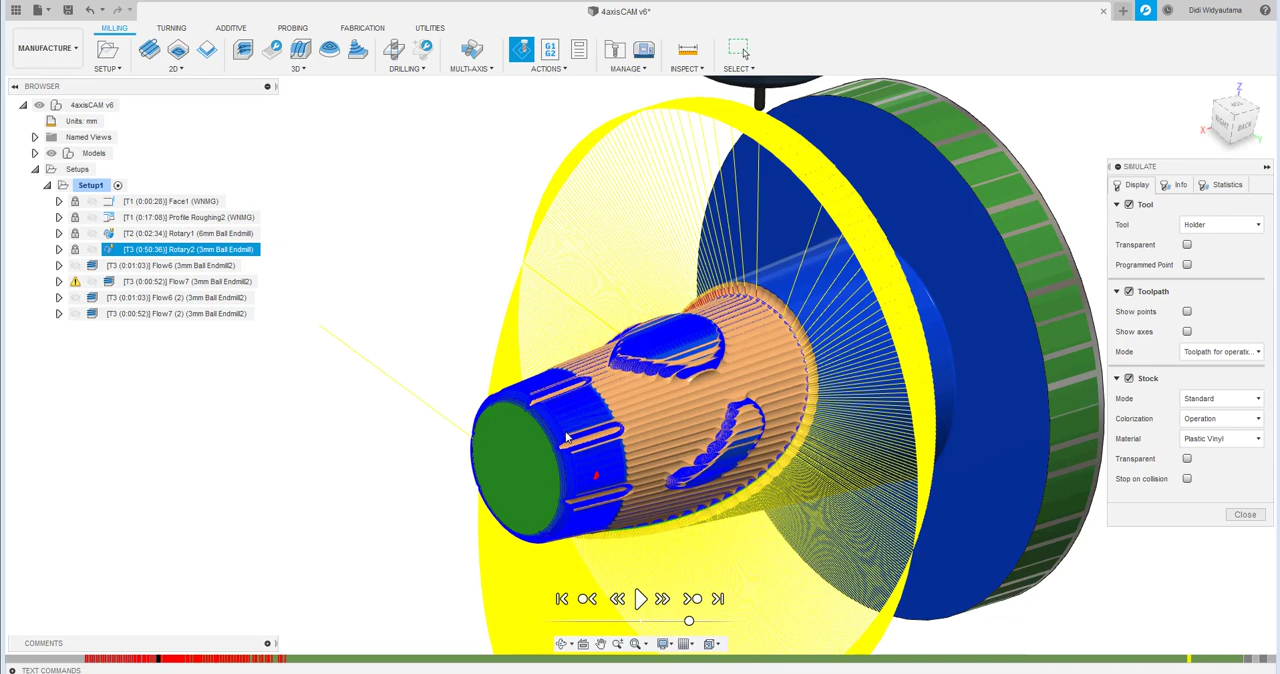 4axisCAM v6*
Didi Widyautama
MILLING TURNING ADDITIVE PROBING FABRICATION UTILITIES
MANUFACTURE
SETUP 2D 3D DRILLING MULTI-AXIS ACTIONS MANAGE INSPECT SELECT
G1
G2
BROWSER
4axisCAM v6
Units: mm
Named Views
Models
Setups
Setup1
[T1 (0:00:28)] Face1 (WNMG)
[T1 (0:17:08)] Profile Roughing2 (WNMG)
[T2 (0:02:34)] Rotary1 (6mm Ball Endmill)
[T3 (0:50:36)] Rotary2 (3mm Ball Endmill)
[T3 (0:01:03)] Flow6 (3mm Ball Endmill2)
[T3 (0:00:52)] Flow7 (3mm Ball Endmill2)
[T3 (0:01:03)] Flow6 (2) (3mm Ball Endmill2)
[T3 (0:00:52)] Flow7 (2) (3mm Ball Endmill2)
Z
RIGHT BACK
X
SIMULATE
Display Info Statistics
Tool
Tool Holder
Transparent
Programmed Point
Toolpath
Show points
Show axes
Mode Toolpath for operati...
Stock
Mode Standard
Colorization Operation
Material Plastic Vinyl
Transparent
Stop on collision
Close
COMMENTS
TEXT COMMANDS